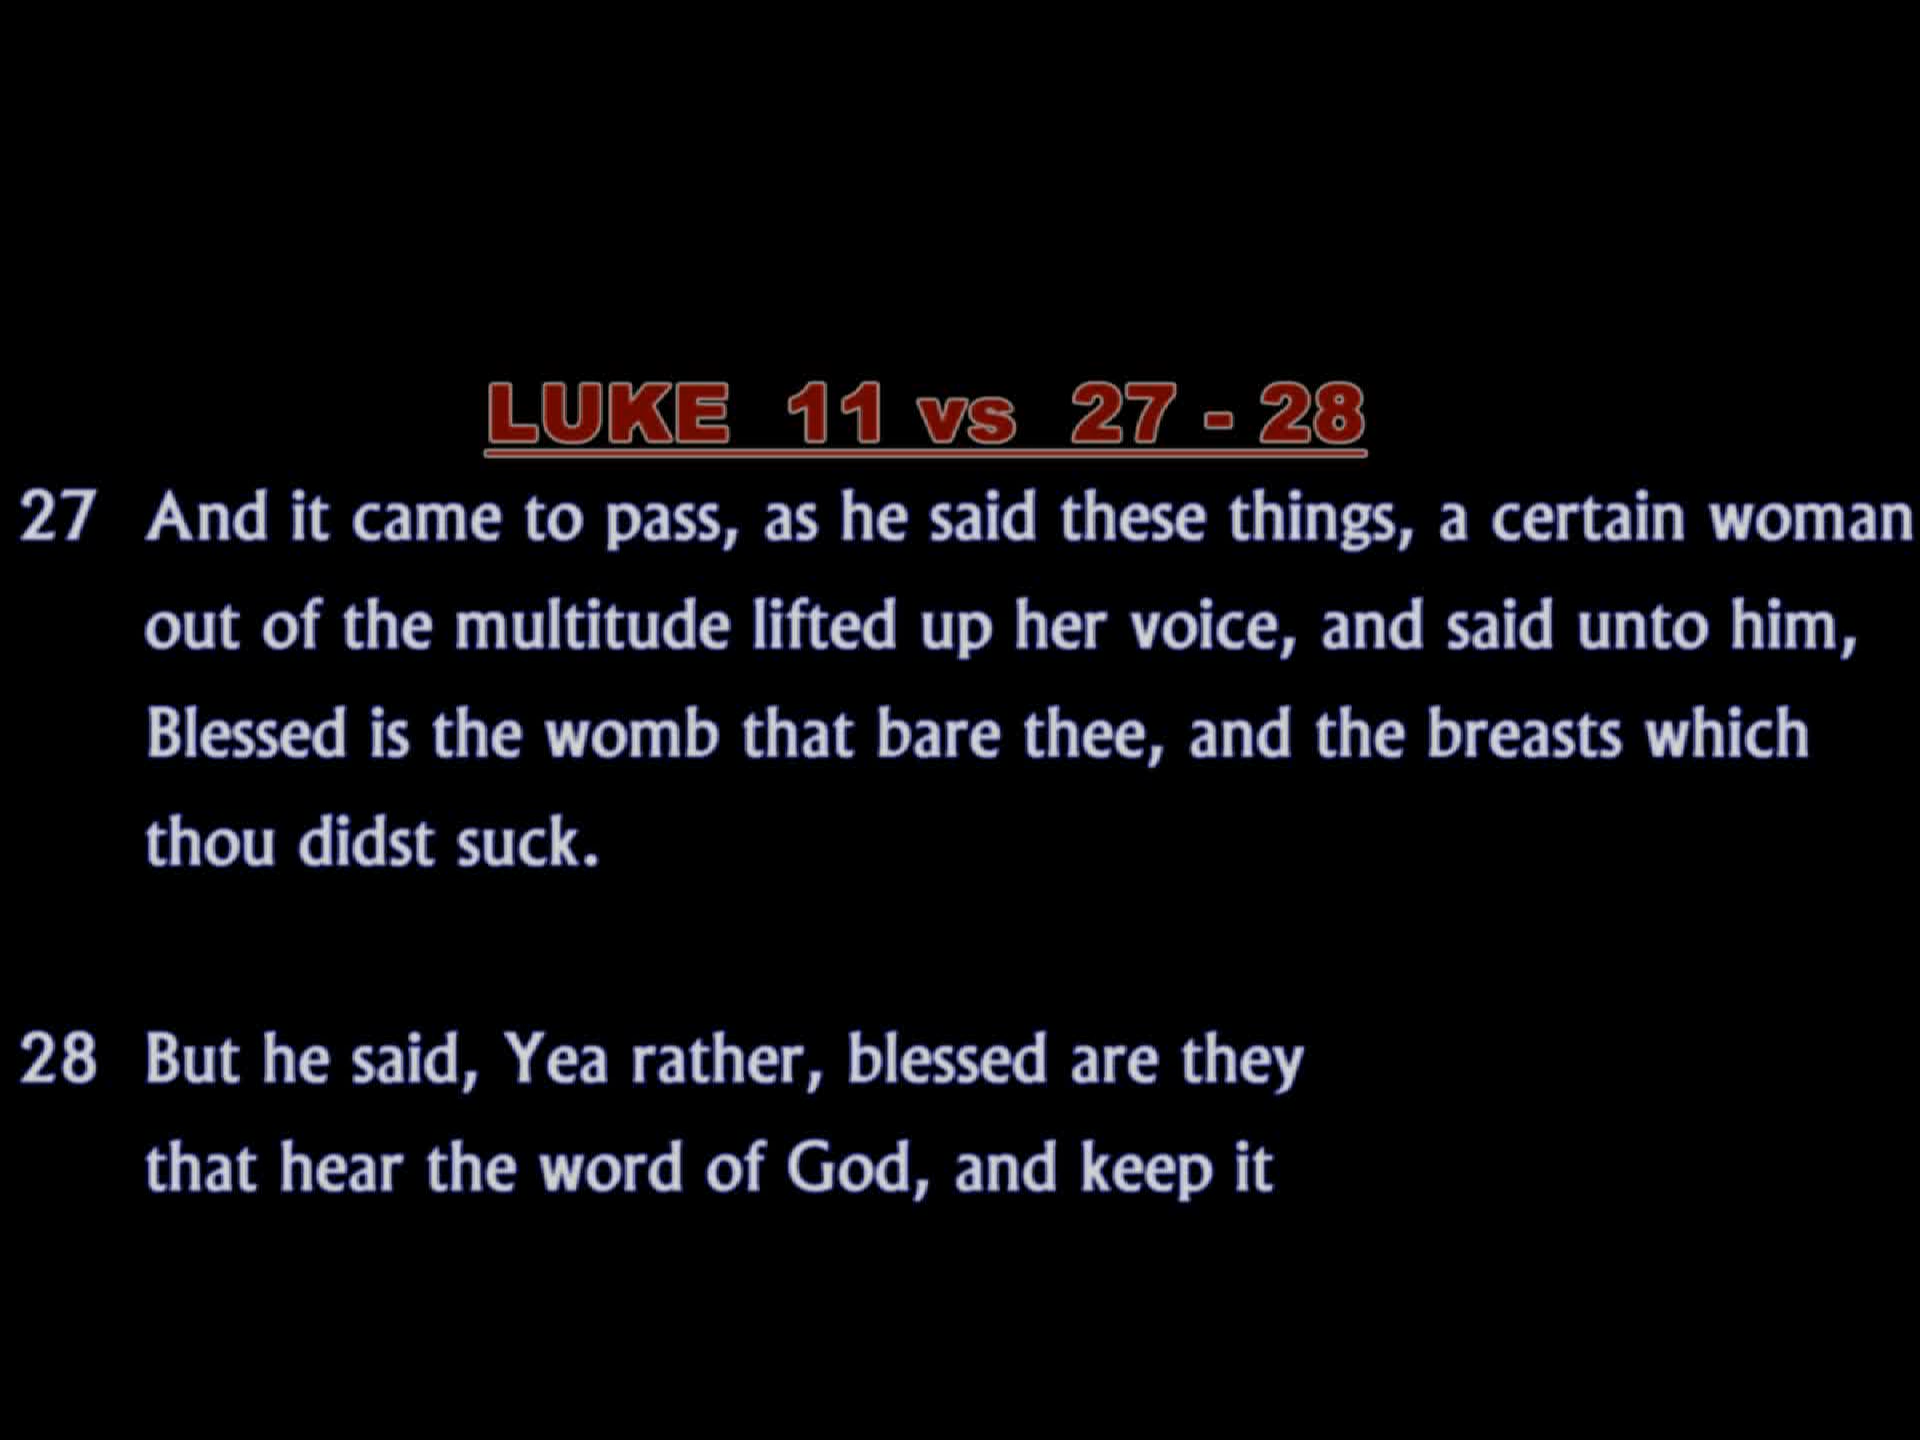 LUKE 11 vs 27 - 28
27 And it came to pass, as he said these things, a certain woman
out of the multitude lifted up her voice, and said unto him,
Blessed is the womb that bare thee, and the breasts which
thou didst suck.
28 But he said, Yea rather, blessed are they
that hear the word of God, and keep it